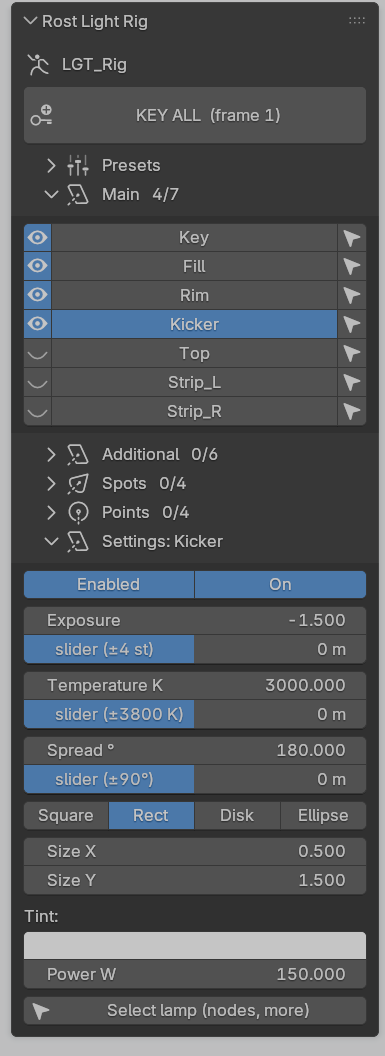 Rost Light Rig
LGT_Rig
KEY ALL (frame 1)
Presets
Main 4/7
Key
Fill
Rim
Kicker
Top
Strip_L
Strip_R
Additional 0/6
Spots 0/4
Points 0/4
Settings: Kicker
Enabled On
Exposure -1.500
slider (±4 st) 0 m
Temperature K 3000.000
slider (±3800 K) 0 m
Spread ° 180.000
slider (±90°) 0 m
Square Rect Disk Ellipse
Size X 0.500
Size Y 1.500
Tint:
Power W 150.000
Select lamp (nodes, more)